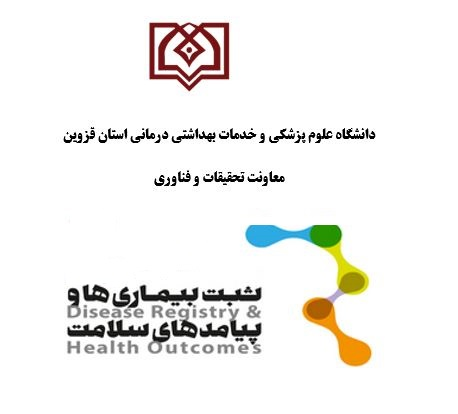 دانشگاه علوم پزشکی و خدمات بهداشتی درمانی استان قزوین
معاونت تحقیقات و فناوری
ثبت بیماری ها و
Disease Registry &
پیامدهای سلامت
Health Outcomes